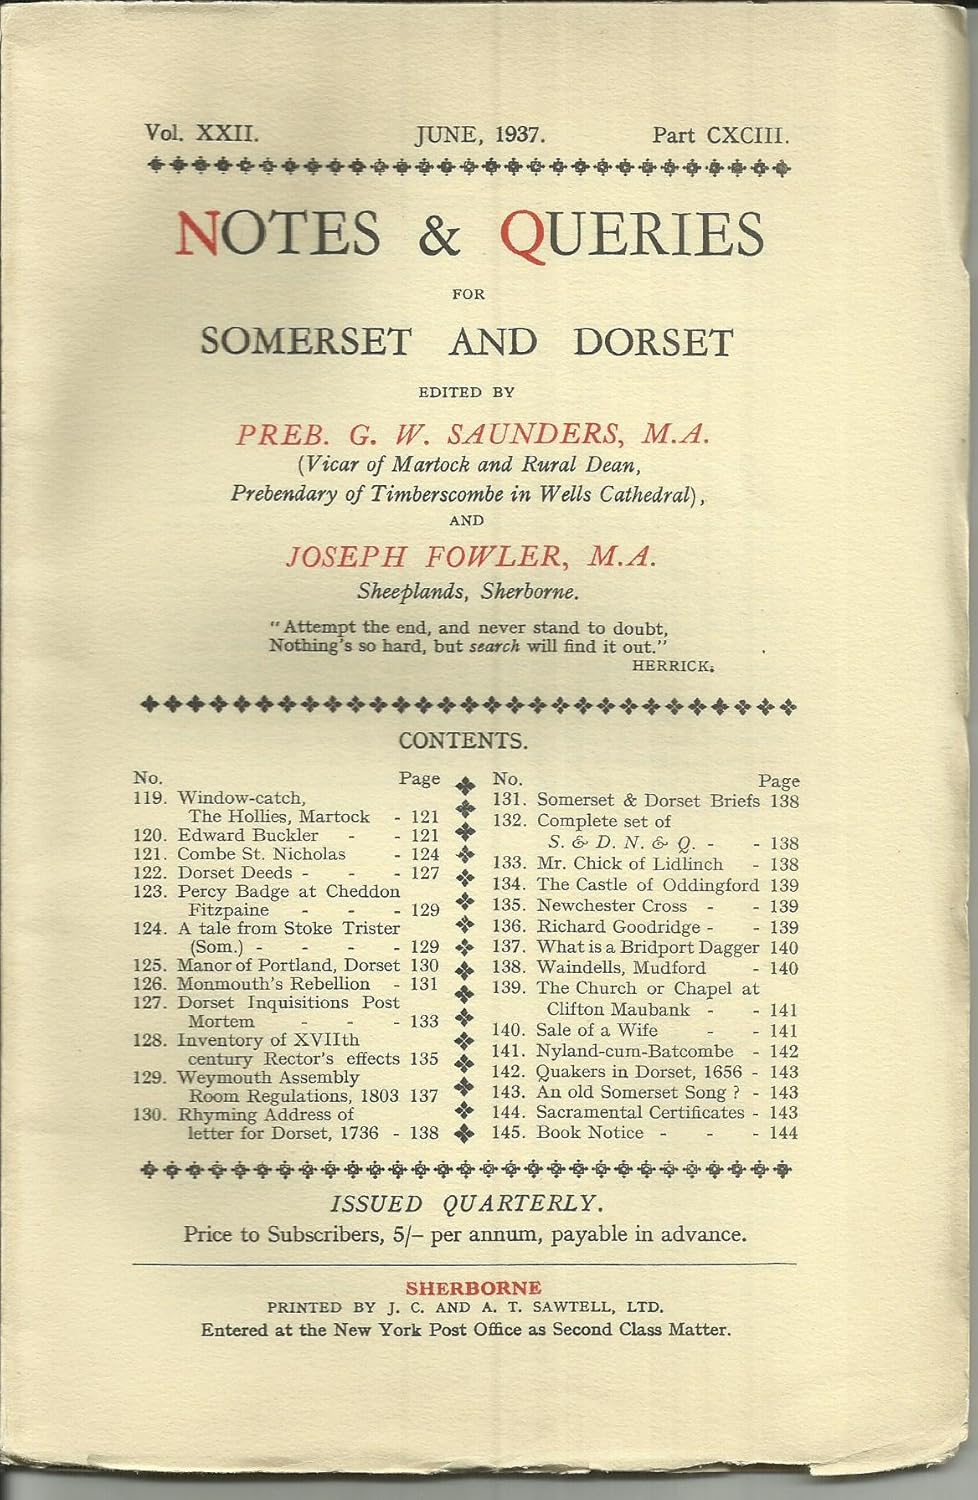 Vol. XXII. JUNE, 1937. Part CXCIII.
NOTES & QUERIES
FOR
SOMERSET AND DORSET
EDITED BY
PREB. G. W. SAUNDERS, M.A.
(Vicar of Martock and Rural Dean,
Prebendary of Timberscombe in Wells Cathedral),
AND
JOSEPH FOWLER, M.A.
Sheeplands, Sherborne.
"Attempt the end, and never stand to doubt,
Nothing's so hard, but search will find it out."
HERRICK.
CONTENTS.
No. Page
119. Window-catch,
The Hollies, Martock - 121
120. Edward Buckler - - 121
121. Combe St. Nicholas - 124
122. Dorset Deeds - - - 127
123. Percy Badge at Cheddon
Fitzpaine - - - 129
124. A tale from Stoke Trister
(Som.) - - - - 129
125. Manor of Portland, Dorset 130
126. Monmouth's Rebellion - 131
127. Dorset Inquisitions Post
Mortem - - - 133
128. Inventory of XVIIth
century Rector's effects 135
129. Weymouth Assembly
Room Regulations, 1803 137
130. Rhyming Address of
letter for Dorset, 1736 - 138
No. Page
131. Somerset & Dorset Briefs 138
132. Complete set of
S. & D. N. & Q. - - 138
133. Mr. Chick of Lidlinch - 138
134. The Castle of Oddingford 139
135. Newchester Cross - - 139
136. Richard Goodridge - - 139
137. What is a Bridport Dagger 140
138. Waindells, Mudford - 140
139. The Church or Chapel at
Clifton Maubank - - 141
140. Sale of a Wife - - 141
141. Nyland-cum-Batcombe - 142
142. Quakers in Dorset, 1656 - 143
143. An old Somerset Song ? - 143
144. Sacramental Certificates - 143
145. Book Notice - - - 144
ISSUED QUARTERLY.
Price to Subscribers, 5/- per annum, payable in advance.
SHERBORNE
PRINTED BY J. C. AND A. T. SAWTELL, LTD.
Entered at the New York Post Office as Second Class Matter.